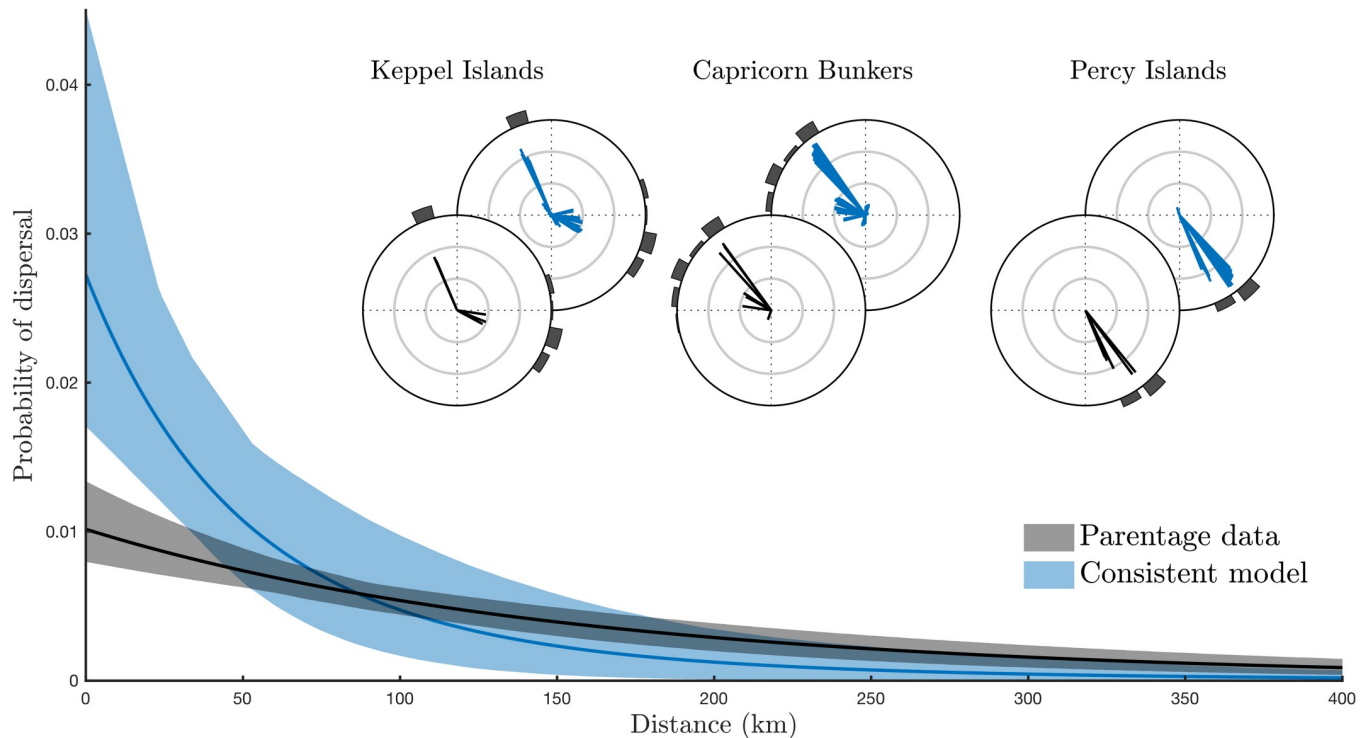 Keppel Islands
Capricorn Bunkers
Percy Islands
0.04
0.03
0.02
0.01
0
Probability of dispersal
Parentage data
Consistent model
0
50
100
150
200
250
300
350
400
Distance (km)